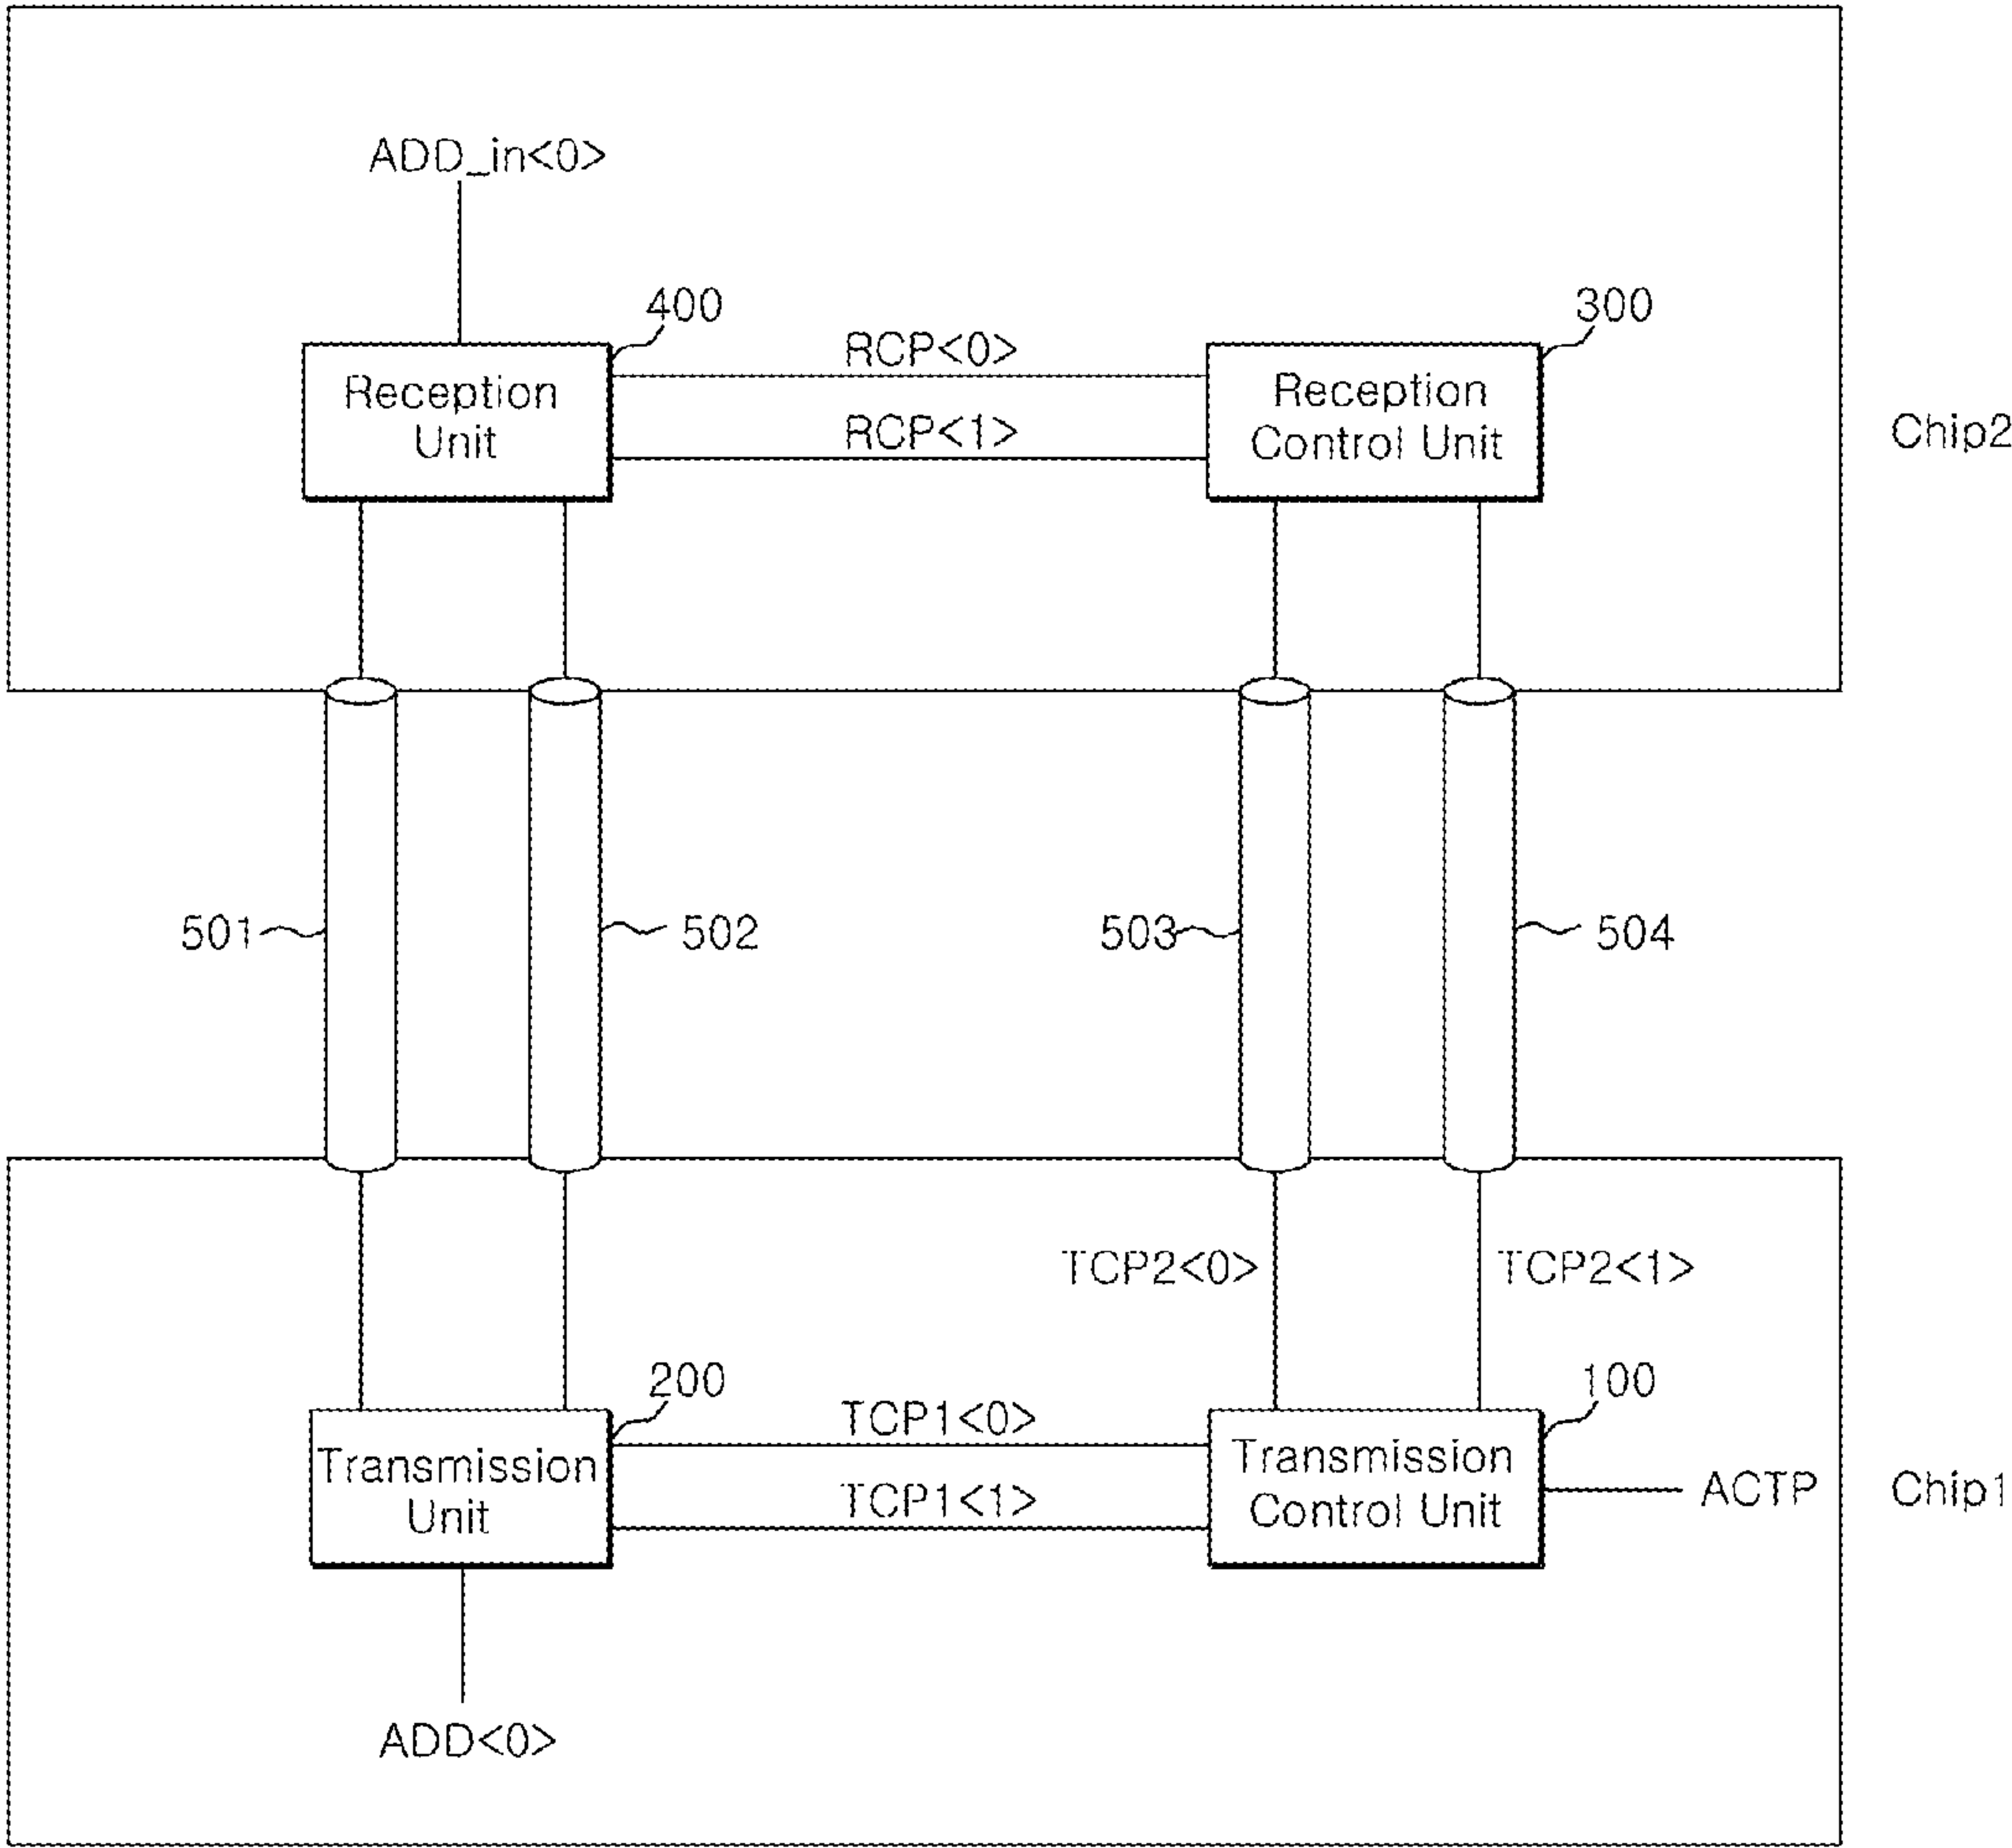 ADD_in<0>
400
300
RCP<0>
Reception
Unit
Reception
Control Unit
RCP<1>
Chip2
501
502
503
504
TCP2<0>
TCP2<1>
200
100
TCP1<0>
Transmission
Unit
Transmission
Control Unit
TCP1<1>
ACTP
Chip1
ADD<0>